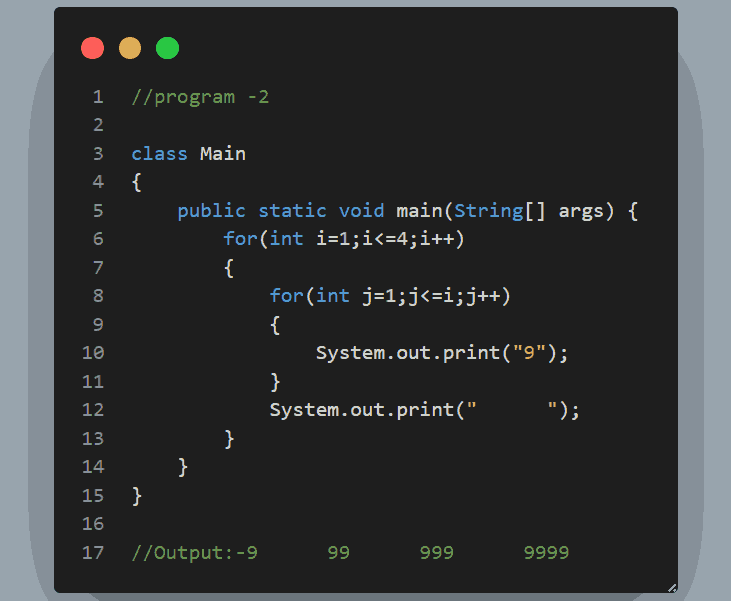 1 //program -2
2
3 class Main
4 {
5     public static void main(String[] args) {
6         for(int i=1;i<=4;i++)
7         {
8             for(int j=1;j<=i;j++)
9             {
10                 System.out.print("9");
11             }
12             System.out.print("      ");
13         }
14     }
15 }
16
17 //Output:-9      99      999      9999